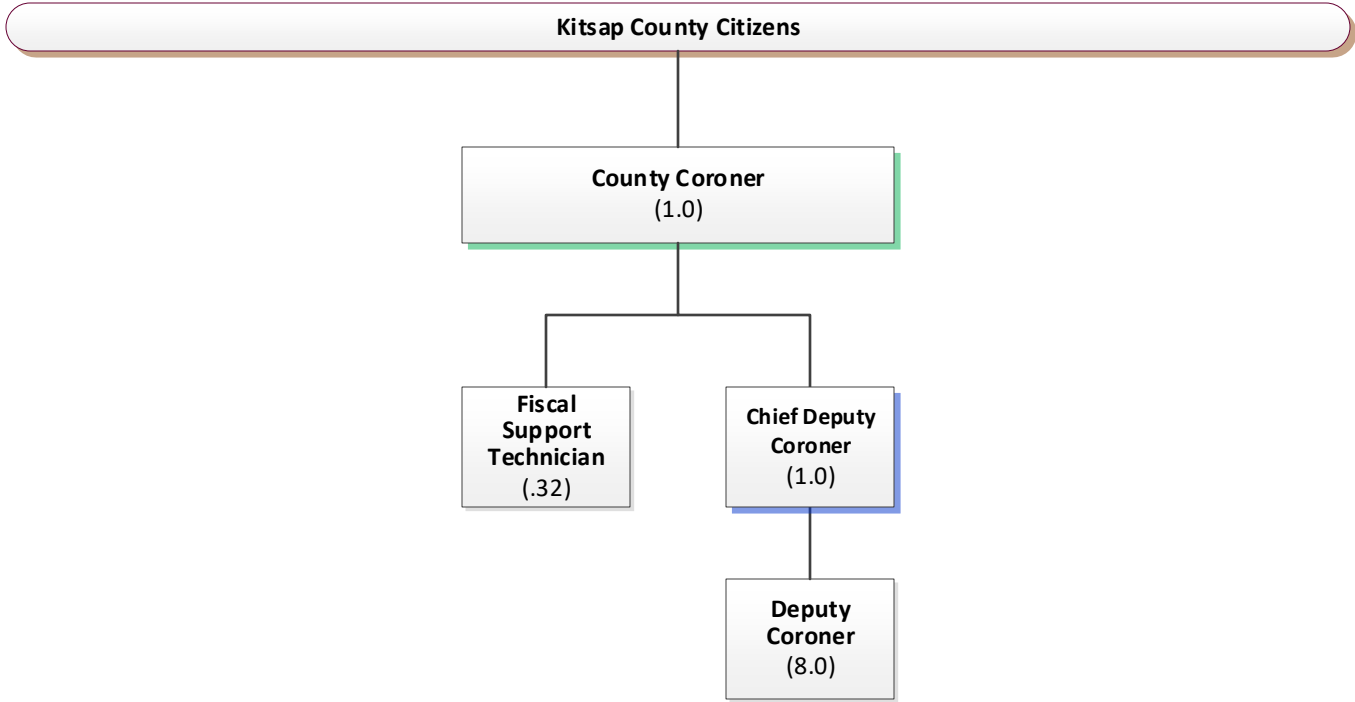 Kitsap County Citizens
County Coroner
(1.0)
Fiscal
Support
Technician
(.32)
Chief Deputy
Coroner
(1.0)
Deputy
Coroner
(8.0)